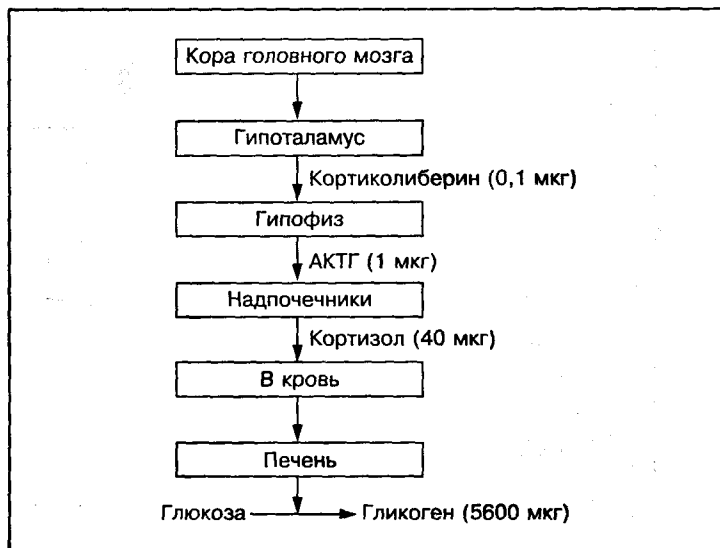 Кора головного мозга
Гипоталамус
Кортиколиберин (0,1 мкг)
Гипофиз
АКТГ (1 мкг)
Надпочечники
Кортизол (40 мкг)
В кровь
Печень
Глюкоза Гликоген (5600 мкг)